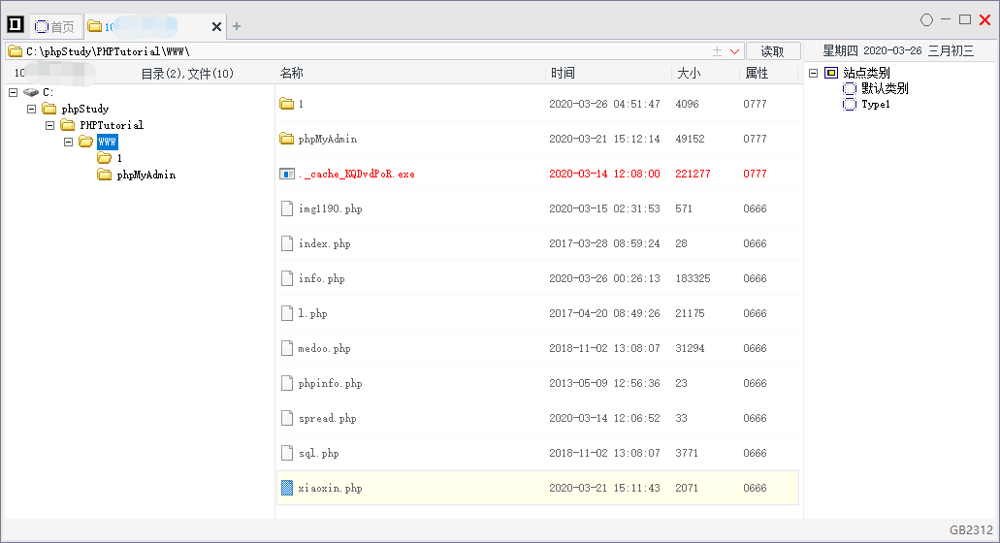 首页
10
C:\phpStudy\PHPTutorial\WWW\
读取
星期四 2020-03-26 三月初三
10
目录(2),文件(10)
名称 时间 大小 属性
站点类别
默认类别
Type1
C:
phpStudy
PHPTutorial
WWW
1
phpMyAdmin
1 2020-03-26 04:51:47 4096 0777
phpMyAdmin 2020-03-21 15:12:14 49152 0777
._cache_KQDvdPoR.exe 2020-03-14 12:08:00 221277 0777
img1190.php 2020-03-15 02:31:53 571 0666
index.php 2017-03-28 08:59:24 28 0666
info.php 2020-03-26 00:26:13 183325 0666
l.php 2017-04-20 08:49:26 21175 0666
medoo.php 2018-11-02 13:08:07 31294 0666
phpinfo.php 2013-05-09 12:56:36 23 0666
spread.php 2020-03-14 12:06:52 33 0666
sql.php 2018-11-02 13:08:07 3771 0666
xiaoxin.php 2020-03-21 15:11:43 2071 0666
GB2312